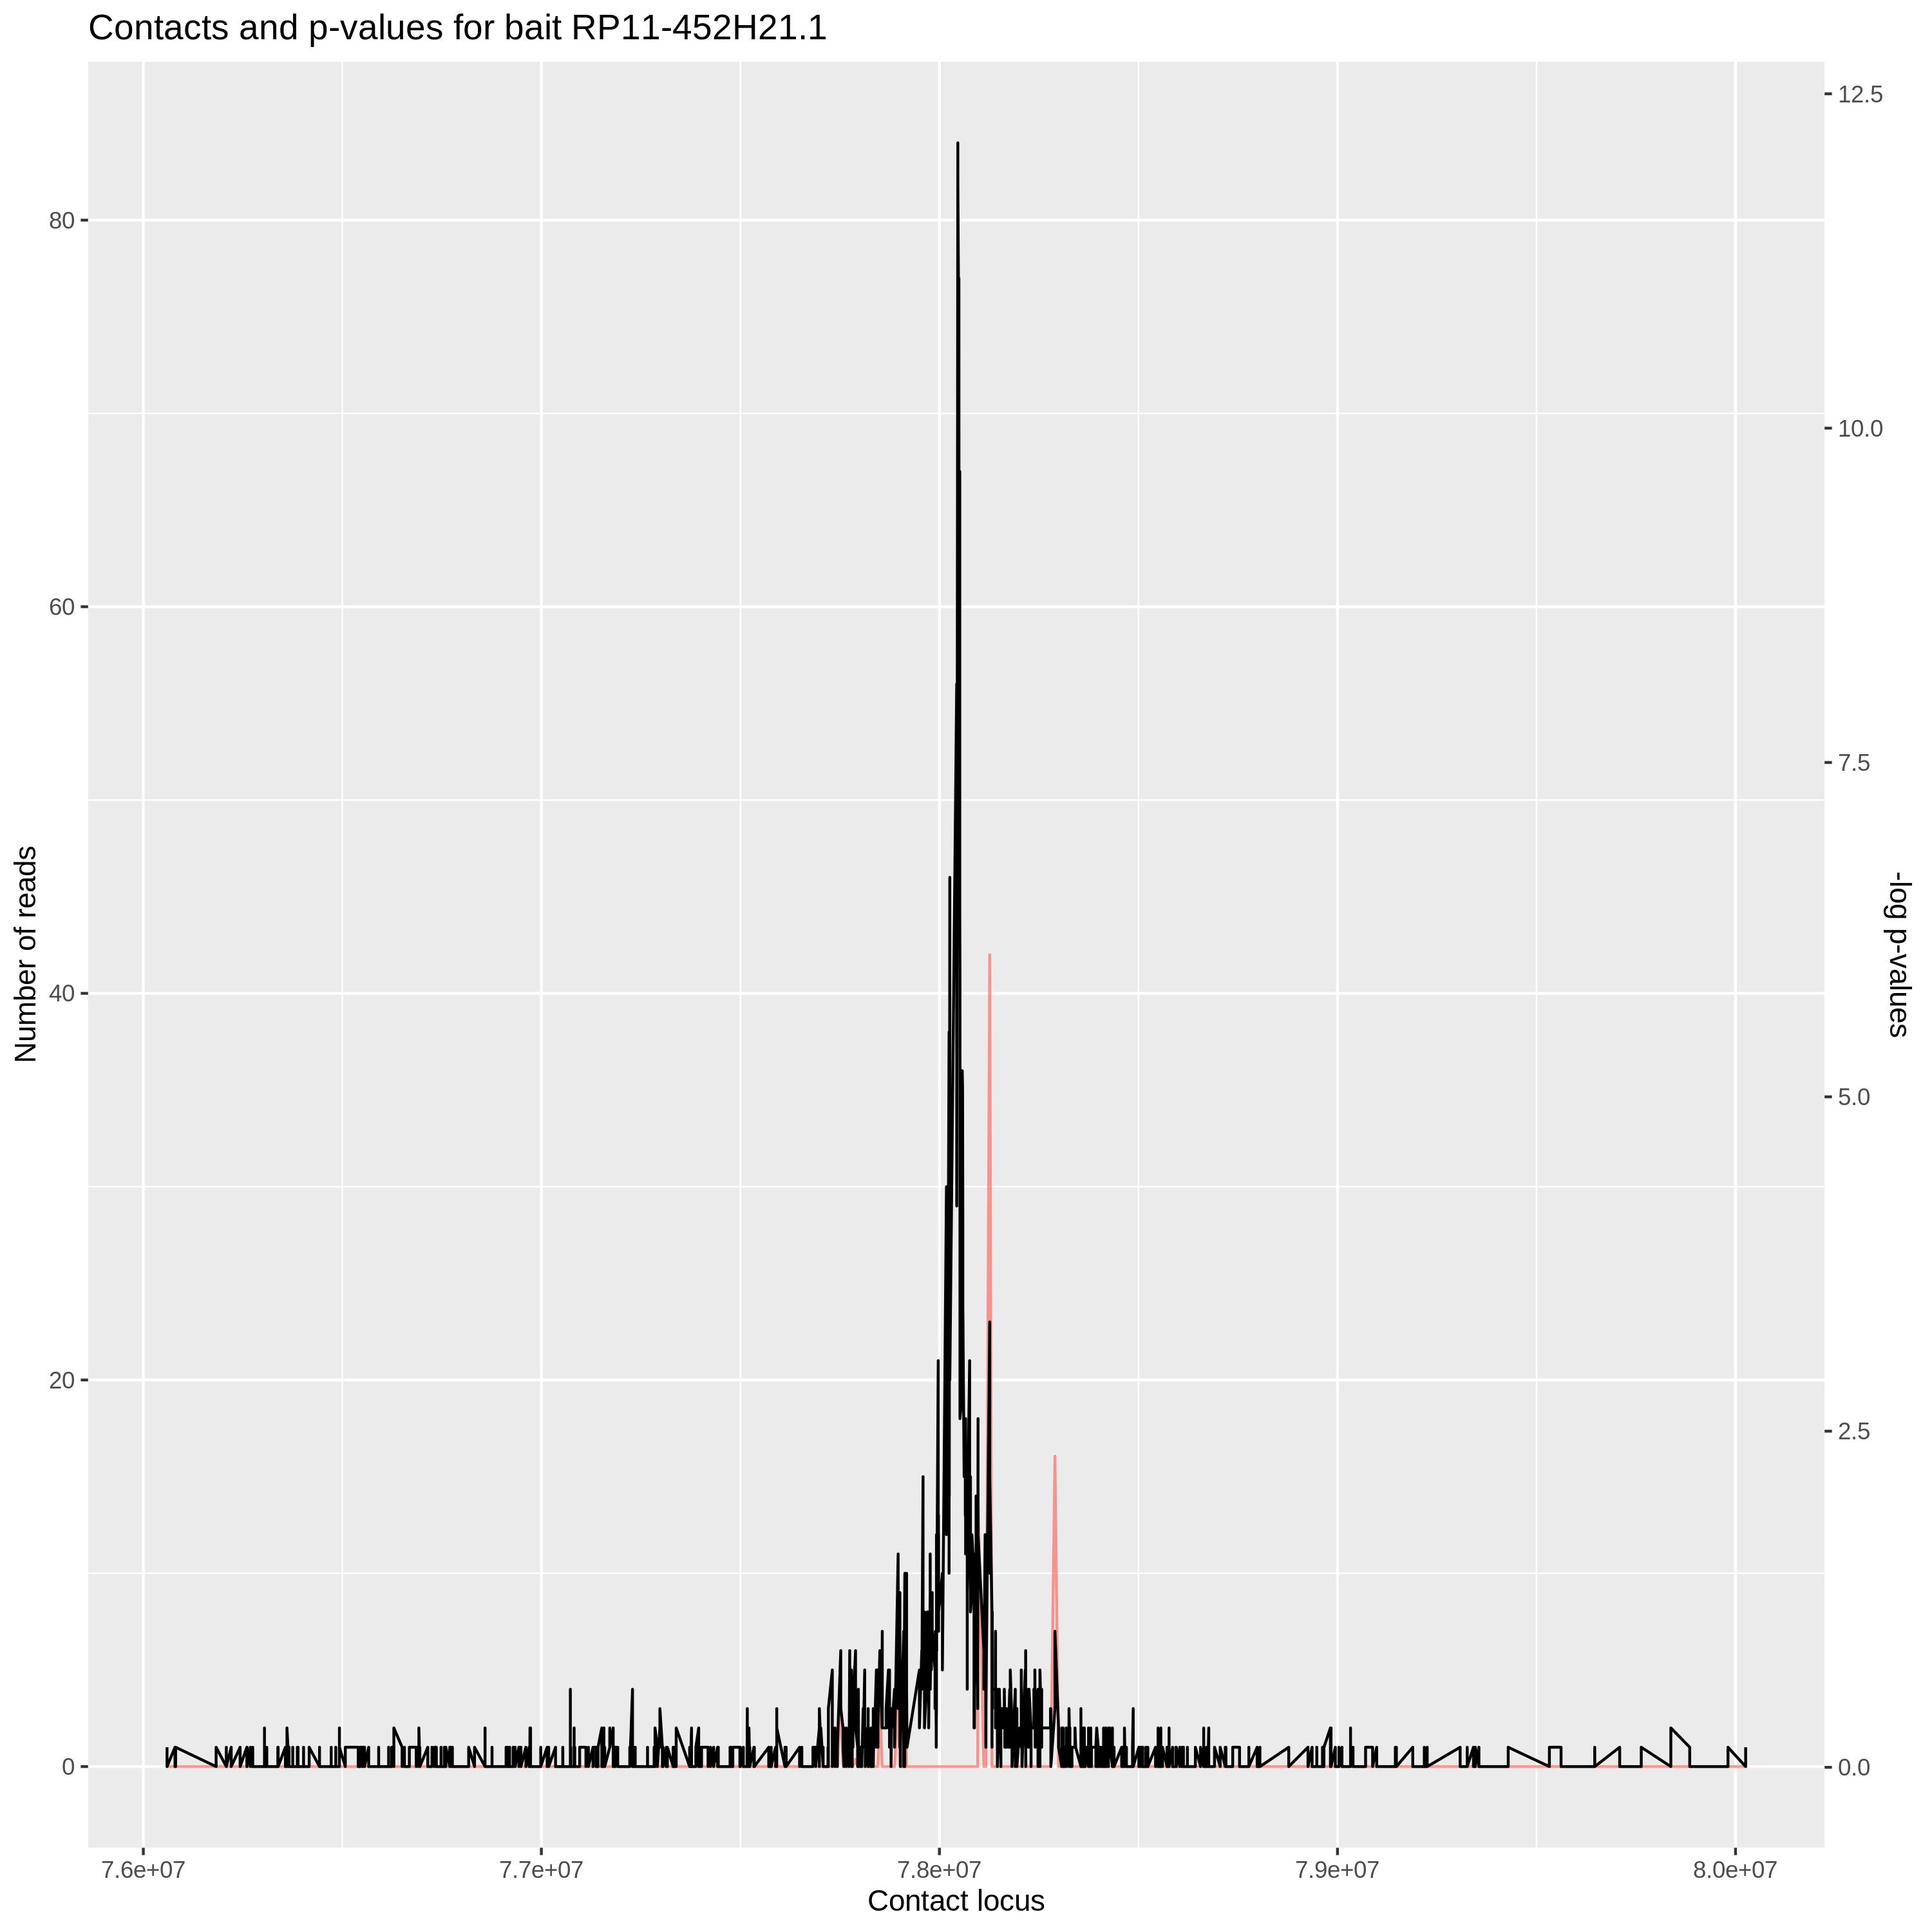 Contacts and p-values for bait RP11-452H21.1
Number of reads
80
60
40
20
0
12.5
10.0
7.5
5.0
2.5
0.0
-log p-values
7.6e+07 7.7e+07 7.8e+07 7.9e+07 8.0e+07
Contact locus